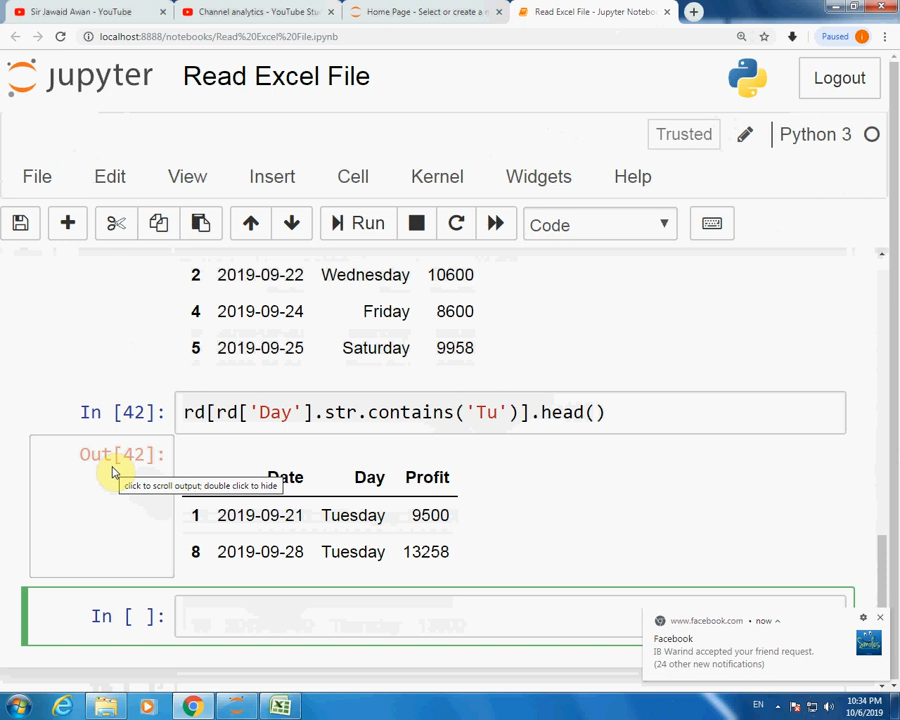 Sir Jawaid Awan - YouTube
Channel analytics - YouTube Stu
Home Page - Select or create a n
Read Excel File - Jupyter Noteboo
localhost:8888/notebooks/Read%20Excel%20File.ipynb
Paused
jupyter
Read Excel File
Logout
Trusted
Python 3
File
Edit
View
Insert
Cell
Kernel
Widgets
Help
Run
Code
2 2019-09-22 Wednesday 10600
4 2019-09-24 Friday 8600
5 2019-09-25 Saturday 9958
In [42]: rd[rd['Day'].str.contains('Tu')].head()
Out[42]:
Date Day Profit
click to scroll output; double click to hide
1 2019-09-21 Tuesday 9500
8 2019-09-28 Tuesday 13258
In [ ]:
www.facebook.com • now
Facebook
IB Warind accepted your friend request.
(24 other new notifications)
EN
10:34 PM
10/6/2019